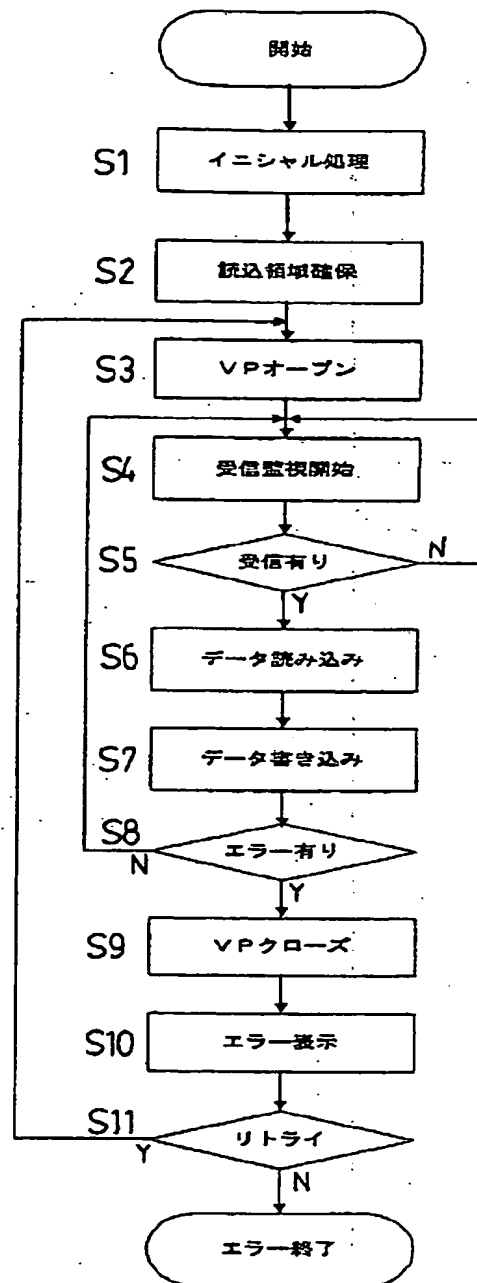 開始
S1 イニシャル処理
S2 読込領域確保
S3 VPオープン
S4 受信監視開始
S5 受信有り N
Y
S6 データ読み込み
S7 データ書き込み
S8 エラー有り
N
Y
S9 VPクローズ
S10 エラー表示
S11 リトライ
Y
N
エラー終了